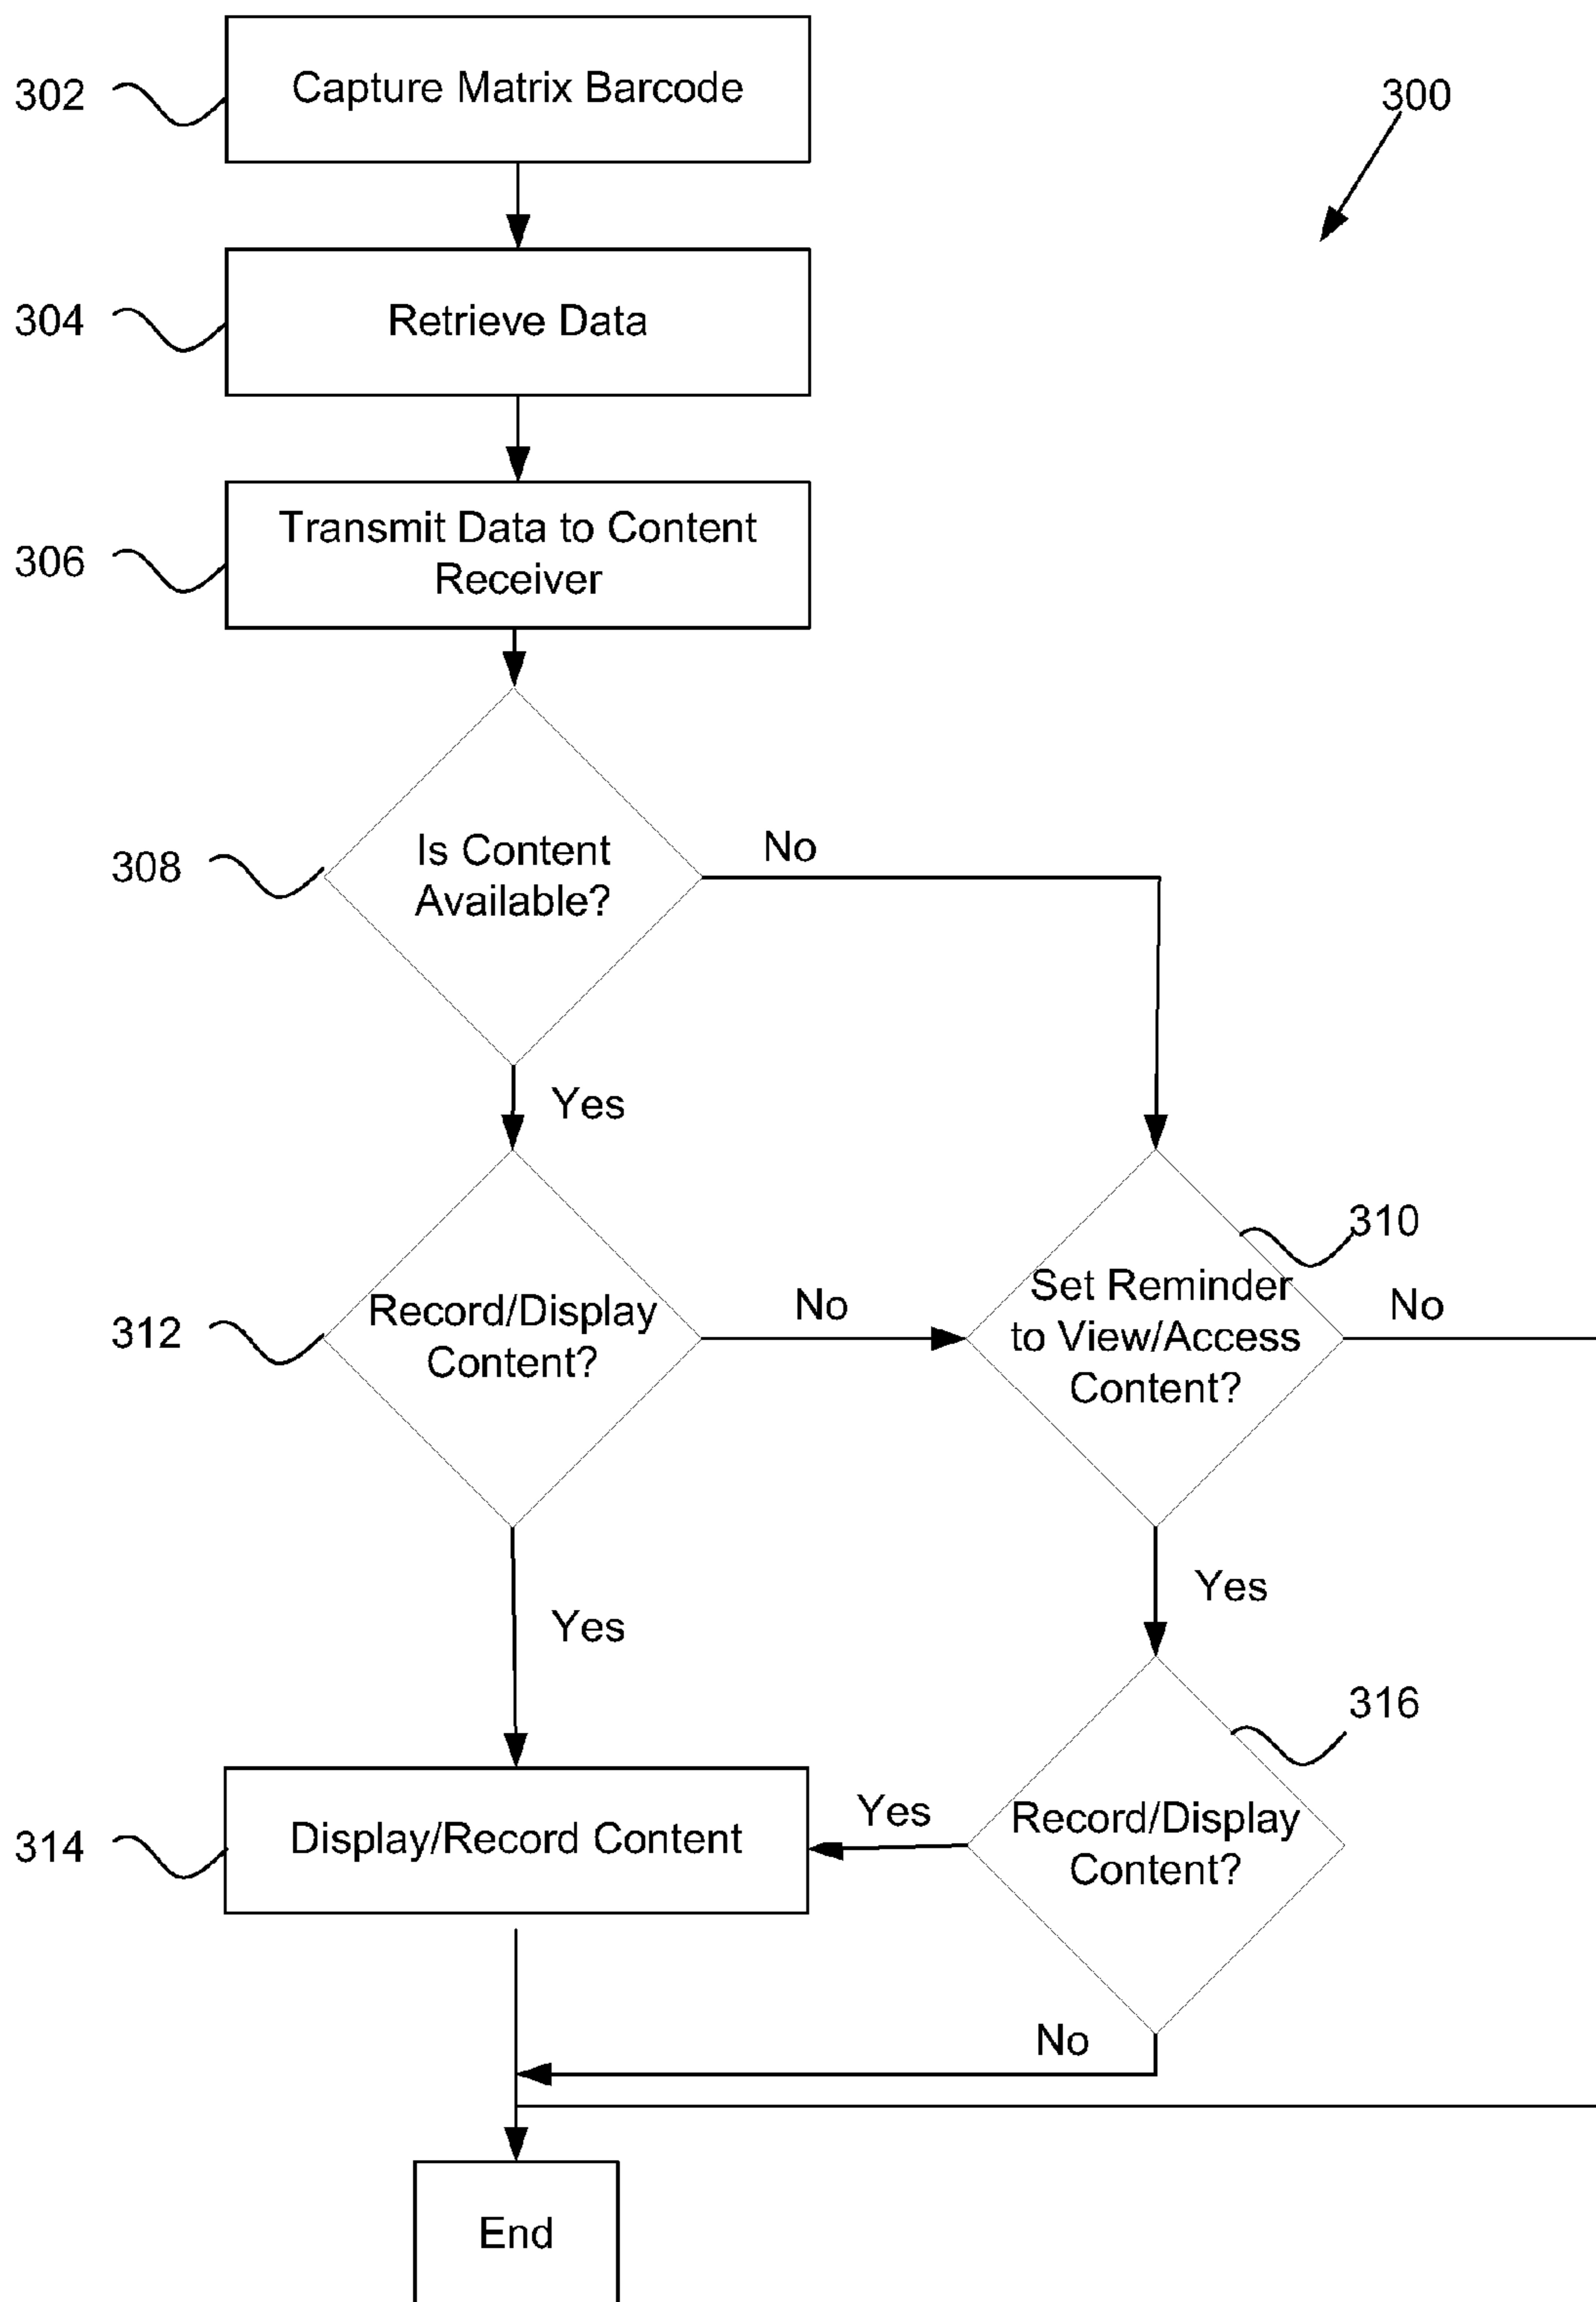 302
Capture Matrix Barcode
300
304
Retrieve Data
306
Transmit Data to Content
Receiver
308
Is Content
Available?
No
Yes
312
Record/Display
Content?
No
310
Set Reminder
to View/Access
Content?
No
Yes
Yes
316
314
Display/Record Content
Yes
Record/Display
Content?
No
End